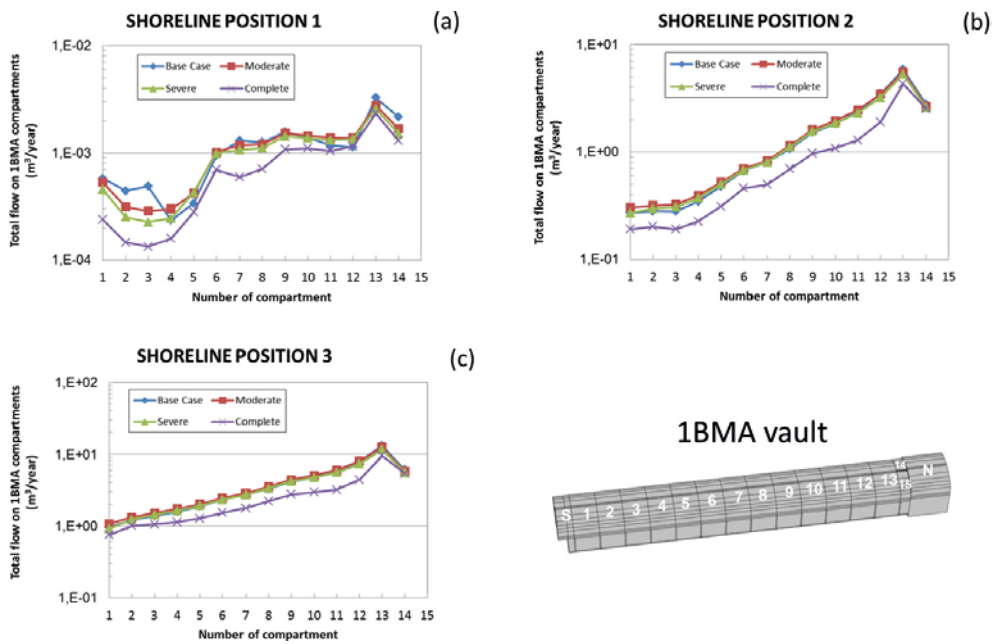 SHORELINE POSITION 1
(a)
Total flow on 1BMA compartments
(m³/year)
1,E-02
1,E-03
1,E-04
Base Case
Moderate
Severe
Complete
1 2 3 4 5 6 7 8 9 10 11 12 13 14 15
Number of compartment
SHORELINE POSITION 2
(b)
Total flow on 1BMA compartments
(m³/year)
1,E+01
1,E+00
1,E-01
Base Case
Moderate
Severe
Complete
1 2 3 4 5 6 7 8 9 10 11 12 13 14 15
Number of compartment
SHORELINE POSITION 3
(c)
Total flow on 1BMA compartments
(m³/year)
1,E+02
1,E+01
1,E+00
1,E-01
Base Case
Moderate
Severe
Complete
1 2 3 4 5 6 7 8 9 10 11 12 13 14 15
Number of compartment
1BMA vault
S 1 2 3 4 5 6 7 8 9 10 11 12 13 14 15 N